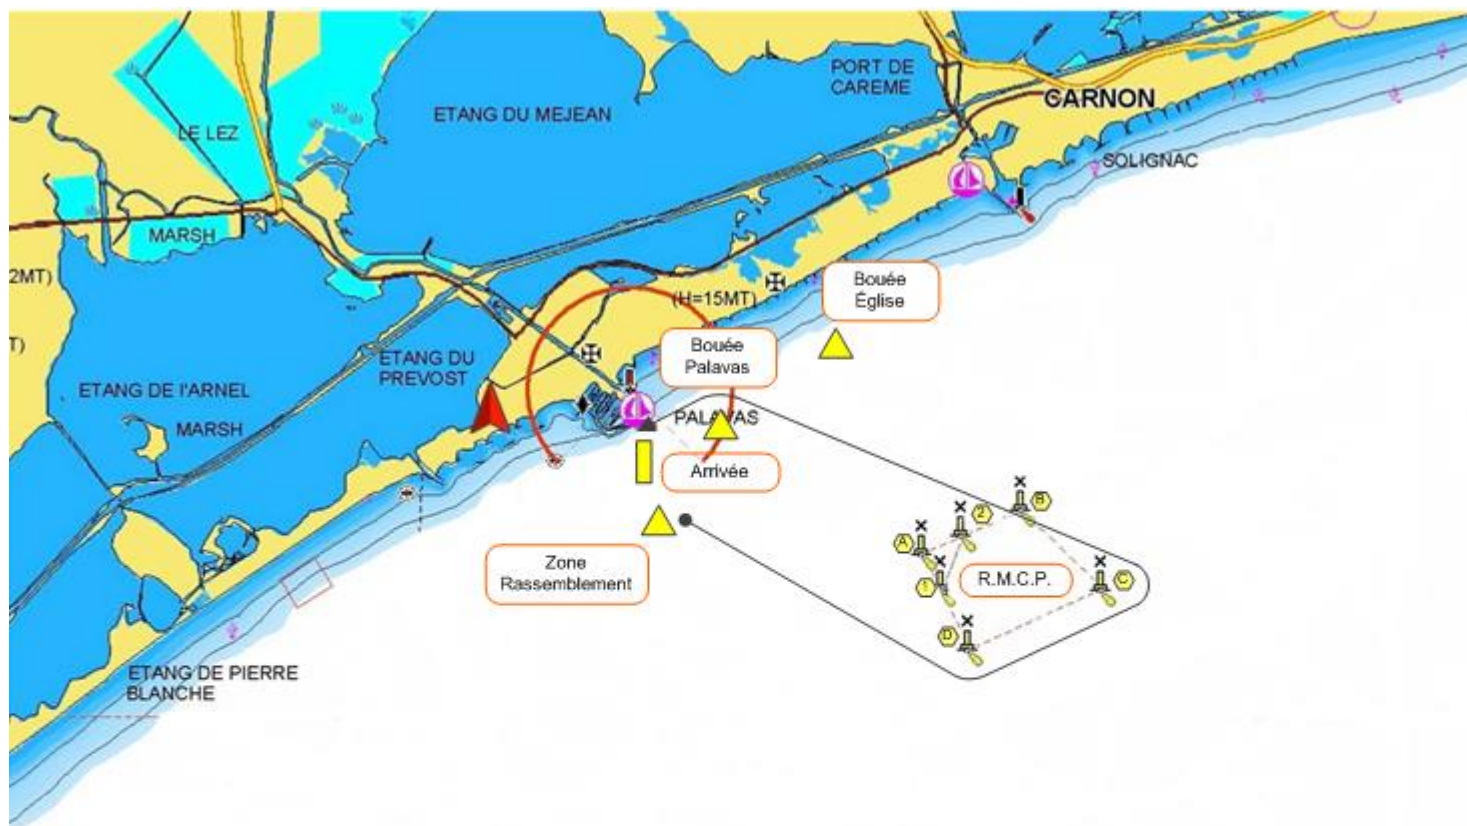 PORT DE
CAREME
CARNON
ETANG DU MEJEAN
LE LEZ
SOLIGNAC
MARSH
2MT)
Bouée
Église
(H=15MT)
T)
Bouée
Palavas
ETANG DU
PREVOST
ETANG DE l'ARNEL
MARSH
PALAVAS
Arrivée
B
2
A
Zone
Rassemblement
R.M.C.P.
C
1
D
ETANG DE PIERRE
BLANCHE